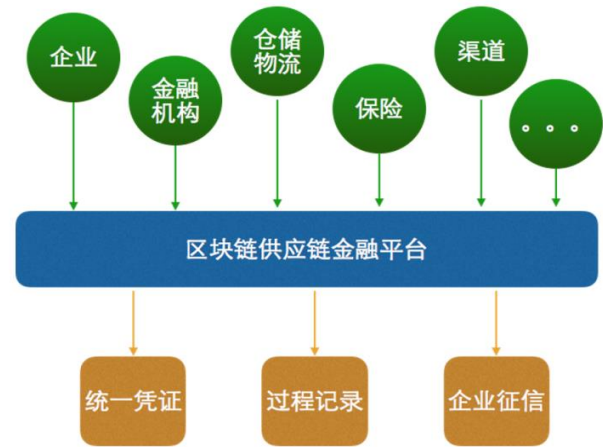 企业
金融
机构
仓储
物流
保险
渠道
。。。
区块链供应链金融平台
统一凭证
过程记录
企业征信